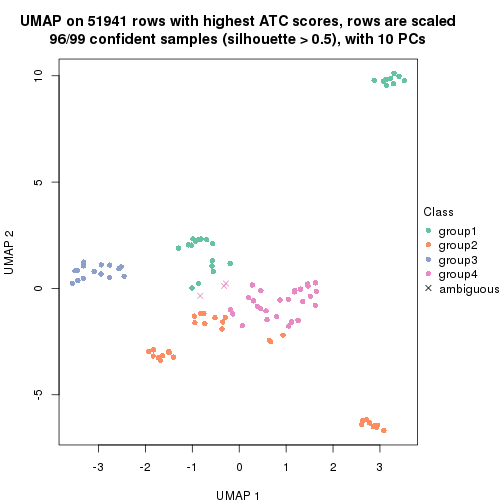 UMAP on 51941 rows with highest ATC scores, rows are scaled
96/99 confident samples (silhouette > 0.5), with 10 PCs
10
5
0
-5
UMAP 2
-3
-2
-1
0
1
2
3
UMAP 1
Class
group1
group2
group3
group4
ambiguous